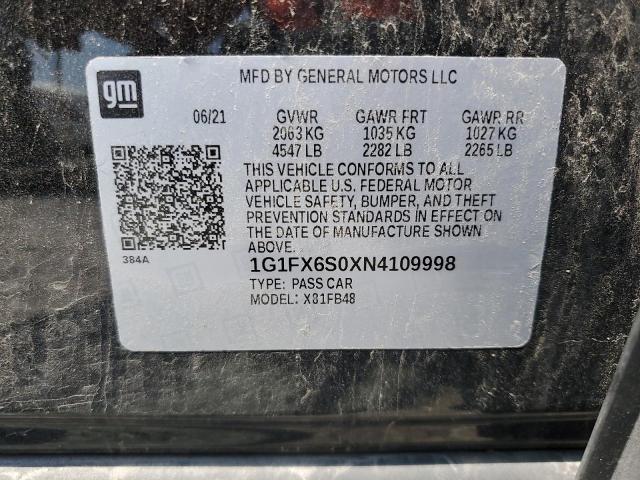 gm
MFD BY GENERAL MOTORS LLC
06/21 GVWR GAWR FRT GAWR RR
2063 KG 1035 KG 1027 KG
4547 LB 2282 LB 2265 LB
THIS VEHICLE CONFORMS TO ALL
APPLICABLE U.S. FEDERAL MOTOR
VEHICLE SAFETY, BUMPER, AND THEFT
PREVENTION STANDARDS IN EFFECT ON
THE DATE OF MANUFACTURE SHOWN
ABOVE.
384A
1G1FX6S0XN4109998
TYPE: PASS CAR
MODEL: X81FB48